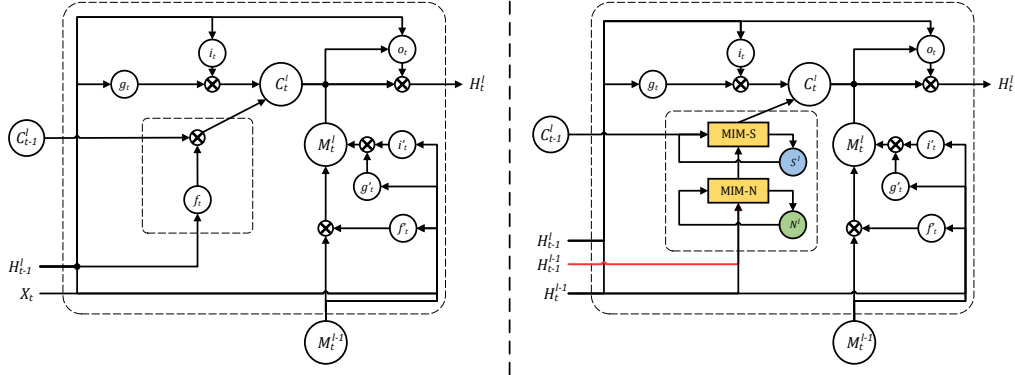 i_t
o_t
g_t
C_t^l
H_t^l
C_{t-1}^l
M_t^l
i'_t
g'_t
f_t
f'_t
H_{t-1}^l
X_t
M_t^{l-1}
i_t
o_t
g_t
C_t^l
H_t^l
C_{t-1}^l
MIM-S
M_t^l
i'_t
S^l
g'_t
MIM-N
N^l
f'_t
H_{t-1}^l
H_{t-1}^{l-1}
H_t^{l-1}
M_t^{l-1}